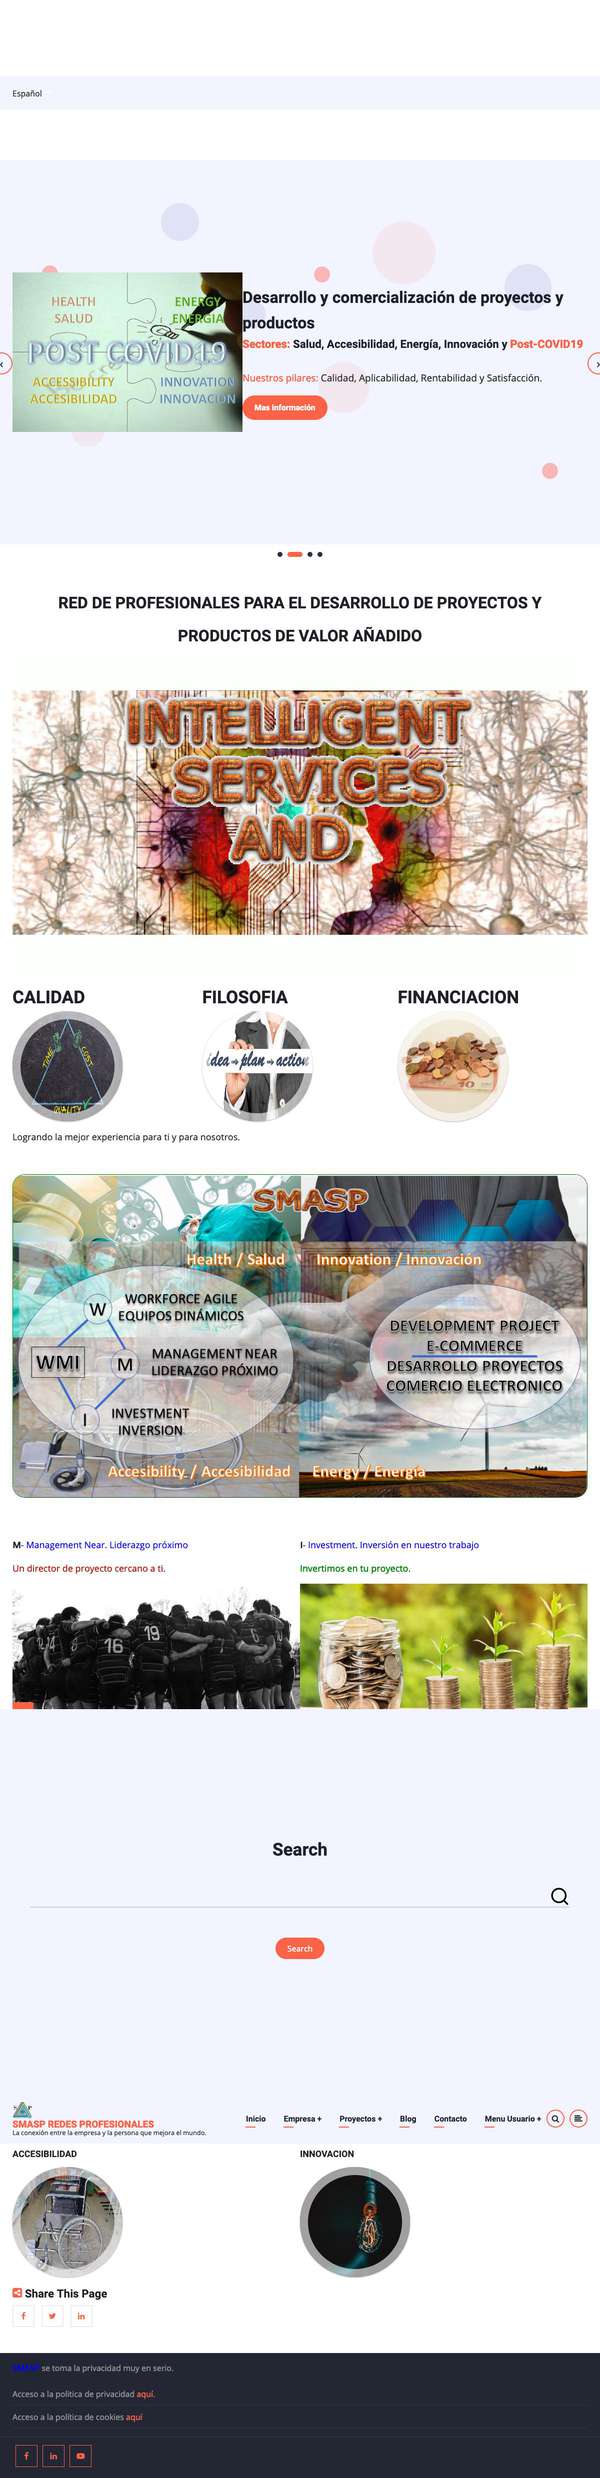 Español
HEALTH
SALUD
ENERGY
ENERGIA
POST COVID19
ACCESSIBILITY
ACCESIBILIDAD
INNOVATION
INNOVACION
Desarrollo y comercialización de proyectos y
productos
Sectores: Salud, Accesibilidad, Energía, Innovación y Post-COVID19
Nuestros pilares: Calidad, Aplicabilidad, Rentabilidad y Satisfacción.
Mas información
RED DE PROFESIONALES PARA EL DESARROLLO DE PROYECTOS Y
PRODUCTOS DE VALOR AÑADIDO
INTELLIGENT
SERVICES
AND
CALIDAD
FILOSOFIA
FINANCIACION
TIME
COST
QUALITY
idea plan action
10
Logrando la mejor experiencia para ti y para nosotros.
SMASP
Health / Salud
Innovation / Innovación
W
WORKFORCE AGILE
EQUIPOS DINÁMICOS
WMI
M
MANAGEMENT NEAR
LIDERAZGO PRÓXIMO
I
INVESTMENT
INVERSION
DEVELOPMENT PROJECT
E-COMMERCE
DESARROLLO PROYECTOS
COMERCIO ELECTRONICO
Accesibility / Accesibilidad
Energy / Energía
M- Management Near. Liderazgo próximo
Un director de proyecto cercano a ti.
I- Investment. Inversión en nuestro trabajo
Invertimos en tu proyecto.
16
19
Search
Search
SMASP REDES PROFESIONALES
La conexión entre la empresa y la persona que mejora el mundo.
Inicio
Empresa +
Proyectos +
Blog
Contacto
Menu Usuario +
ACCESIBILIDAD
INNOVACION
Share This Page
SMASP se toma la privacidad muy en serio.
Acceso a la politica de privacidad aquí.
Acceso a la política de cookies aquí